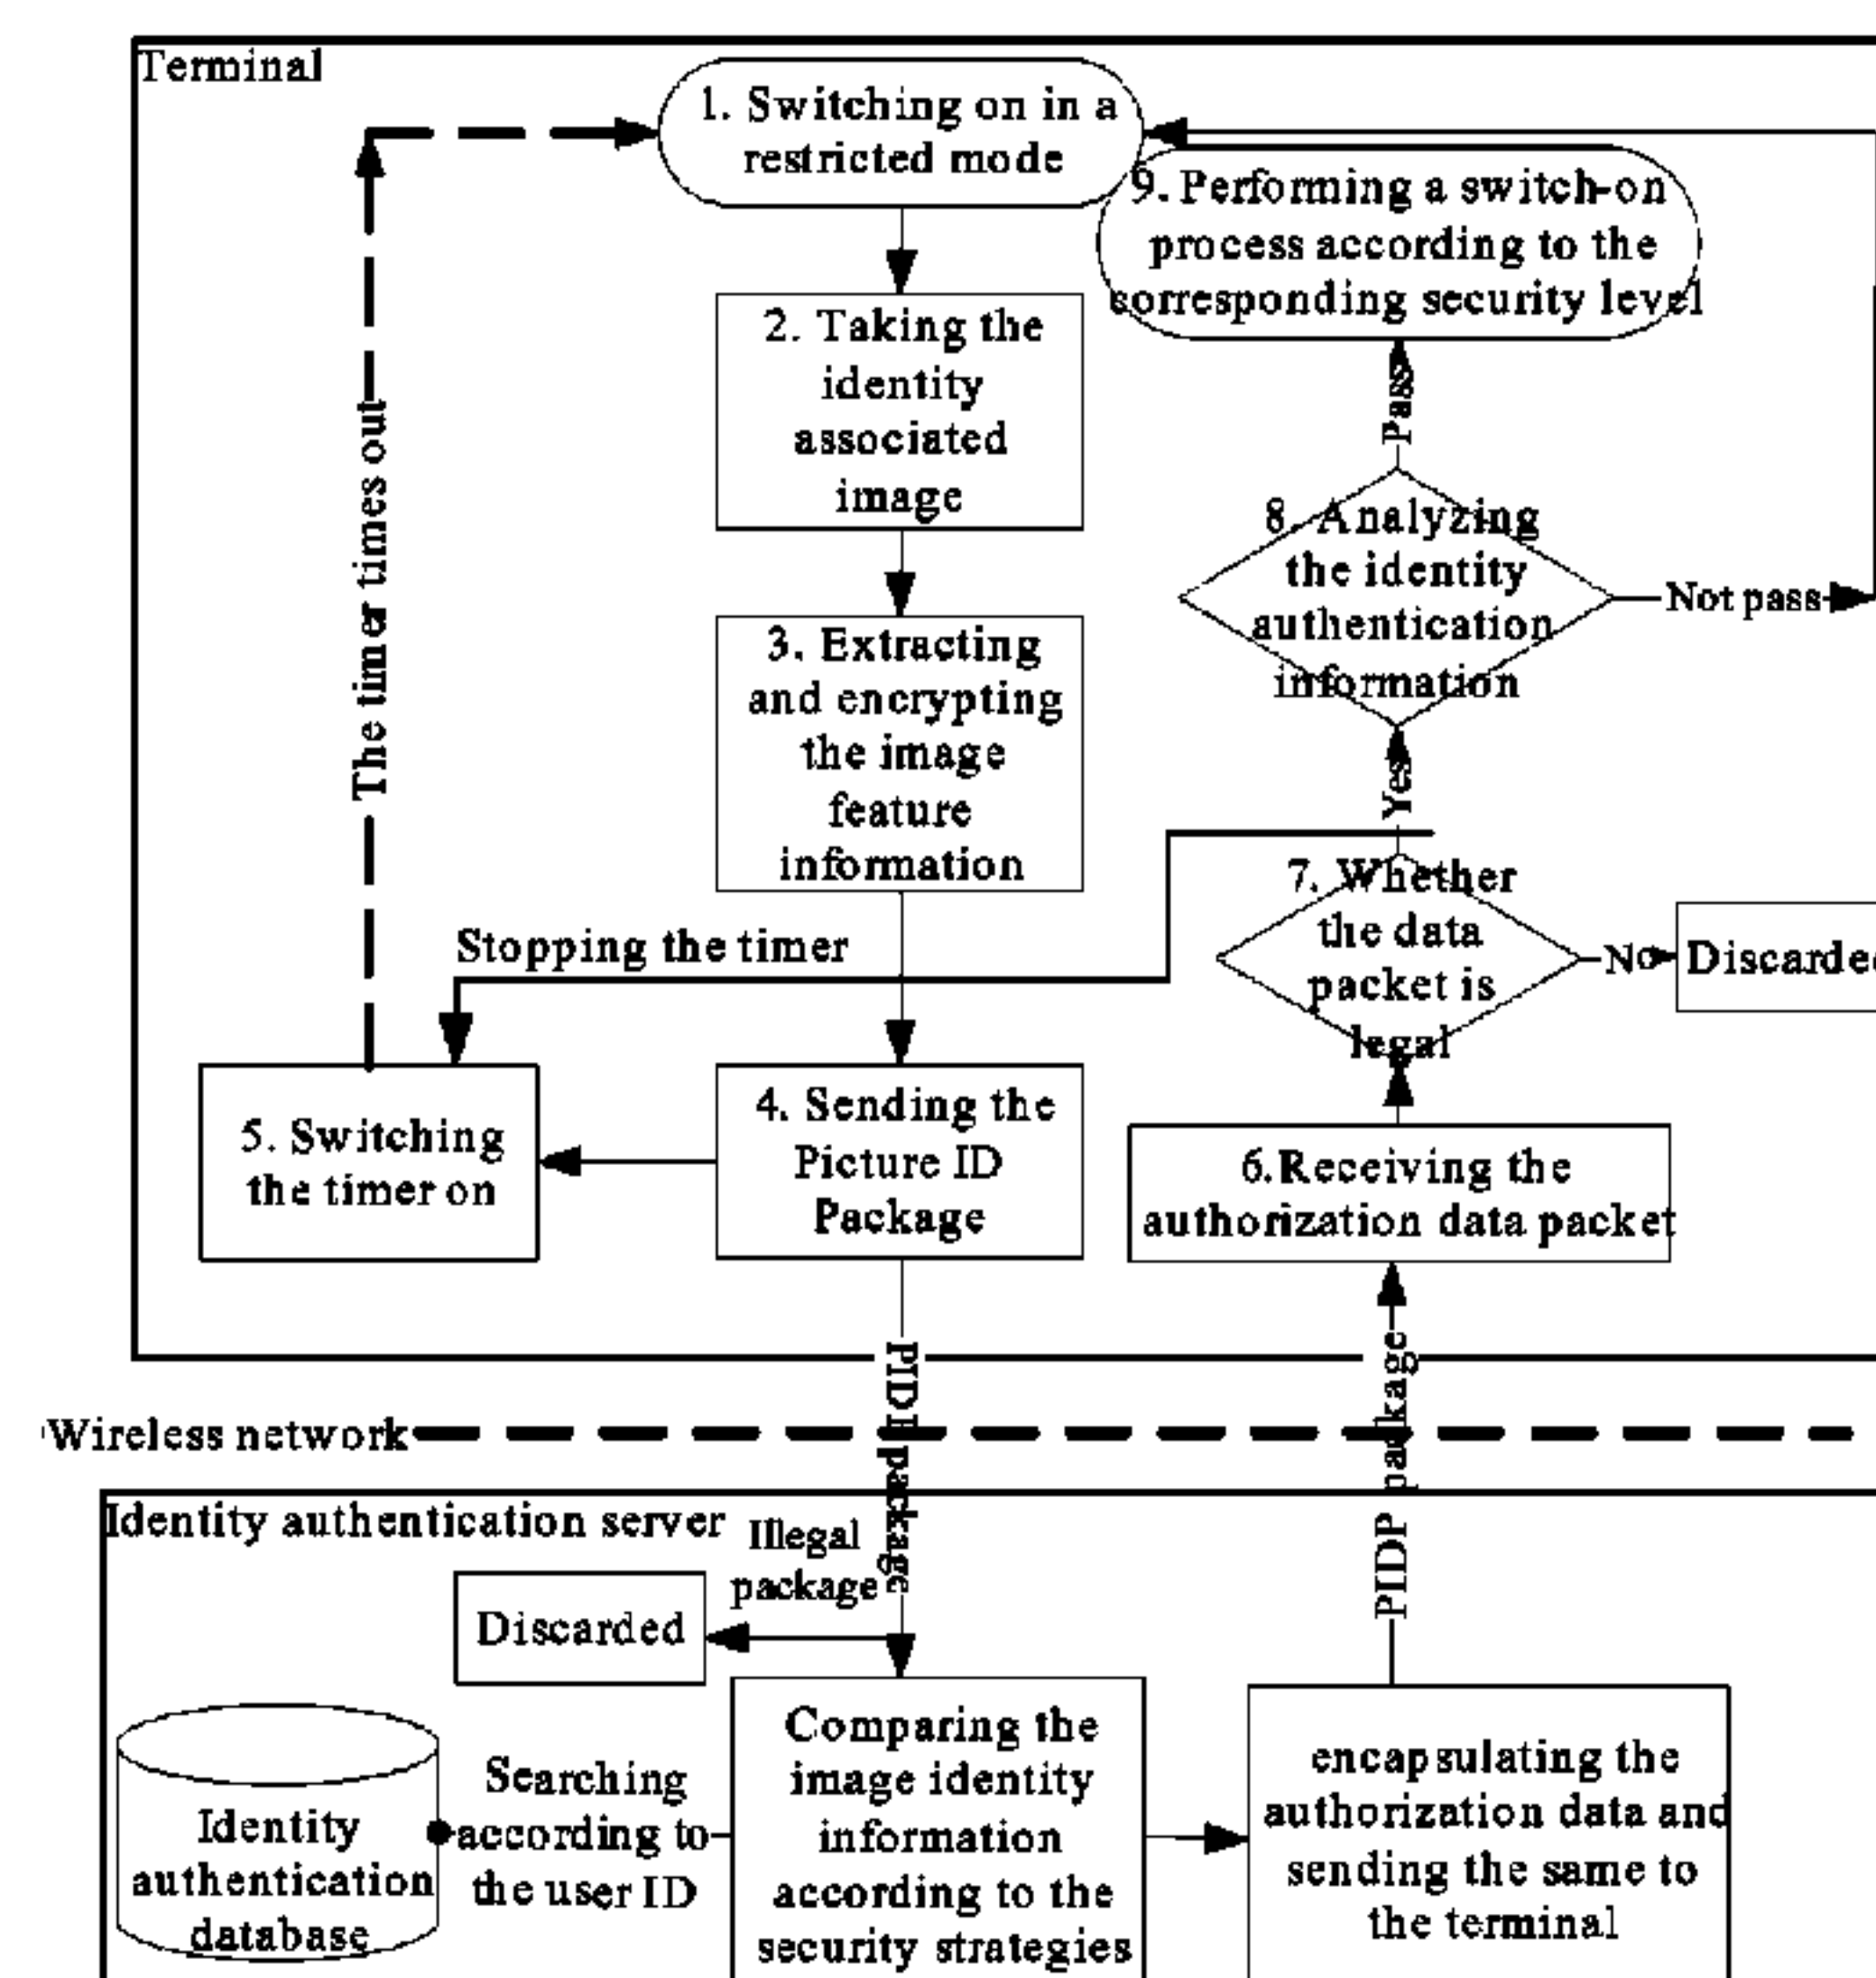 Terminal
1. Switching on in a
restricted mode
9. Performing a switch-on
process according to the
corresponding security level
2. Taking the
identity
associated
image
Pass
8. Analyzing
the identity
authentication
information
Not pass
The timer times out
3. Extracting
and encrypting
the image
feature
information
Yes
7. Whether
the data
packet is
legal
No
Discarded
Stopping the timer
5. Switching
the timer on
4. Sending the
Picture ID
Package
6.Receiving the
authorization data packet
PIDP package
Wireless network
Identity authentication server
Illegal
package
Discarded
Identity
authentication
database
Searching
according to
the user ID
Comparing the
image identity
information
according to the
security strategies
encapsulating the
authorization data and
sending the same to
the terminal